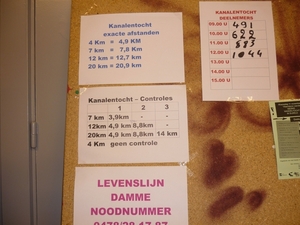 Kanalentocht
exacte afstanden
4 Km = 4,9 KM
7 km = 7,8 Km
12 km = 12,7 km
20 km = 20,9 km
KANALENTOCHT
DEELNEMERS
09.00 U 491
10.00 U 622
11.00 U 883
12.00 U 1044
13.00 U
14.00 U
15.00 U
Kanalentocht – Controles
1 2 3
7 km 3,9km - -
12km 4,9 km 8,8km -
20km 4,9 km 8,8km 14 km
4 Km geen controle
LEVENSLIJN
DAMME
NOODNUMMER